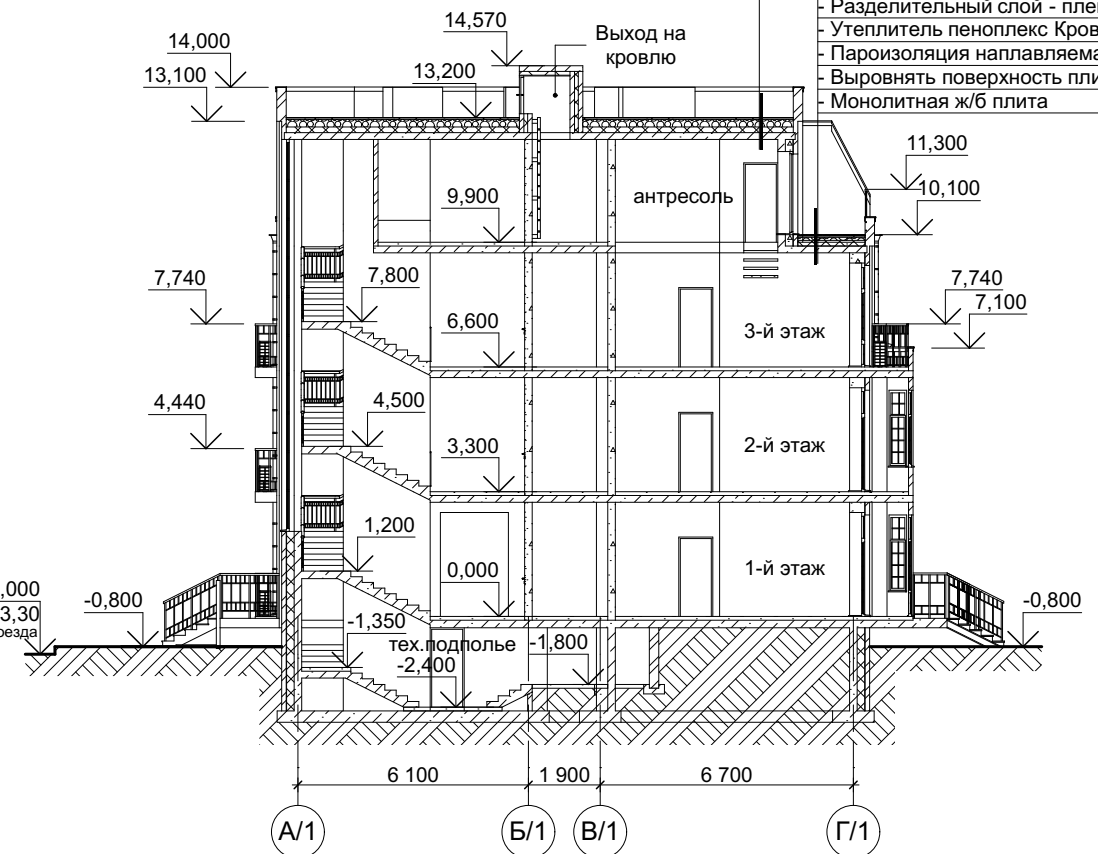 - Разделительный слой -
- Утеплитель пеноплекс
- Пароизоляция
- Выровнять поверхность
- Монолитная ж/б плита
14,570
Выход на
кровлю
14,000
13,100
13,200
11,300
10,100
9,900
антресоль
7,740
7,800
6,600
3-й этаж
7,740
7,100
4,440
4,500
3,300
2-й этаж
1,200
0,000
1-й этаж
,000
3,30
-0,800
-1,350
тех.подполье
-1,800
-2,400
-0,800
6 100
1 900
6 700
А/1
Б/1
В/1
Г/1